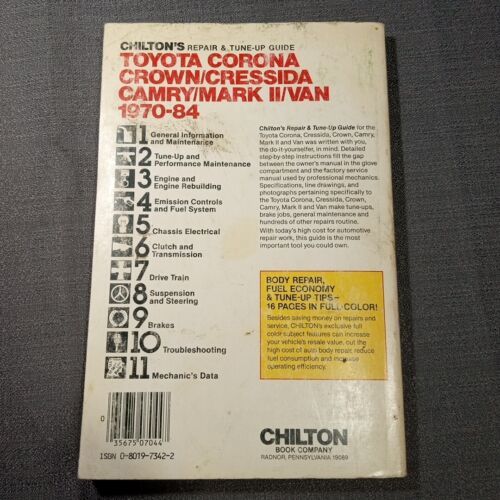 CHILTON'S REPAIR & TUNE-UP GUIDE
TOYOTA CORONA
CROWN/CRESSIDA
CAMRY/MARK II/VAN
1970-84
1 General Information
and Maintenance
2 Tune-Up and
Performance Maintenance
3 Engine and
Engine Rebuilding
4 Emission Controls
and Fuel System
5 Chassis Electrical
6 Clutch and
Transmission
7 Drive Train
8 Suspension
and Steering
9 Brakes
10 Troubleshooting
11 Mechanic's Data
Chilton's Repair & Tune-Up Guide for the
Toyota Corona, Cressida, Crown, Camry,
Mark II and Van was written with you,
the do-it-yourselfer, in mind. Detailed
step-by-step instructions fill the gap
between the owner's manual in the glove
compartment and the factory service
manual used by professional mechanics.
Specifications, line drawings, and
photographs pertaining specifically to
the Toyota Corona, Cressida, Crown,
Camry, Mark II and Van make tune-ups,
brake jobs, general maintenance and
hundreds of other repairs routine.
With today's high cost for automotive
repair work, this guide is the most
important tool you could own.
BODY REPAIR,
FUEL ECONOMY
& TUNE-UP TIPS–
16 PAGES IN FULL COLOR!
Besides saving money on repairs and
service, CHILTON's exclusive full
color subject features can increase
your vehicle's resale value, cut the
high cost of auto body repair, reduce
fuel consumption and increase
operating efficiency.
0
35675 07044
ISBN 0-8019-7342-2
CHILTON
BOOK COMPANY
RADNOR, PENNSYLVANIA 19089